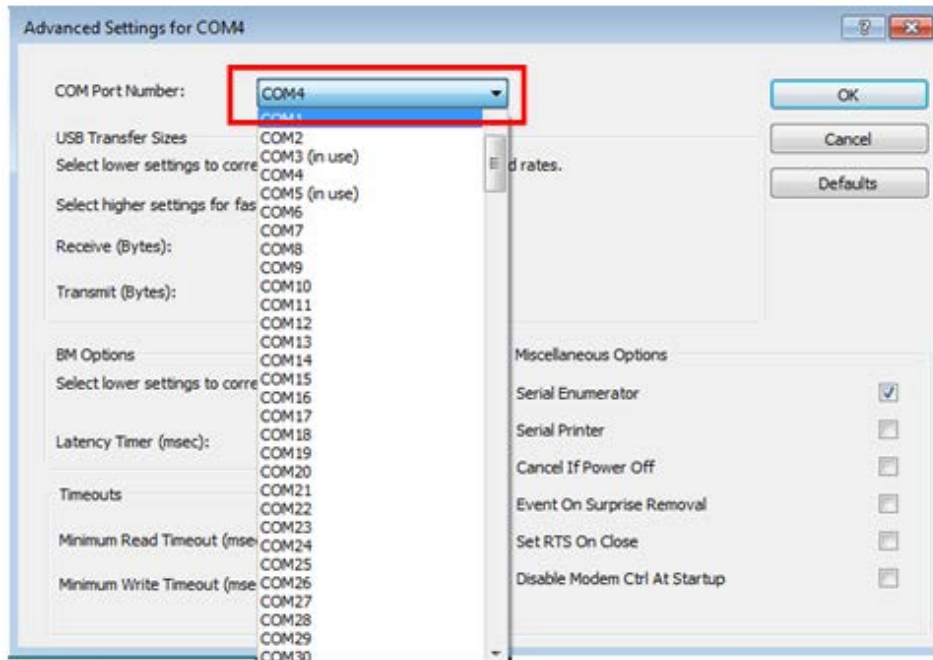 Advanced Settings for COM4
COM Port Number:
COM4
OK
Cancel
Defaults
USB Transfer Sizes
Select lower settings to corre
d rates.
Select higher settings for fas
Receive (Bytes):
Transmit (Bytes):
BM Options
Select lower settings to corre
Latency Timer (msec):
Timeouts
Minimum Read Timeout (mse
Minimum Write Timeout (mse
COM1
COM2
COM3 (in use)
COM4
COM5 (in use)
COM6
COM7
COM8
COM9
COM10
COM11
COM12
COM13
COM14
COM15
COM16
COM17
COM18
COM19
COM20
COM21
COM22
COM23
COM24
COM25
COM26
COM27
COM28
COM29
COM30
Miscellaneous Options
Serial Enumerator
Serial Printer
Cancel If Power Off
Event On Surprise Removal
Set RTS On Close
Disable Modem Ctrl At Startup